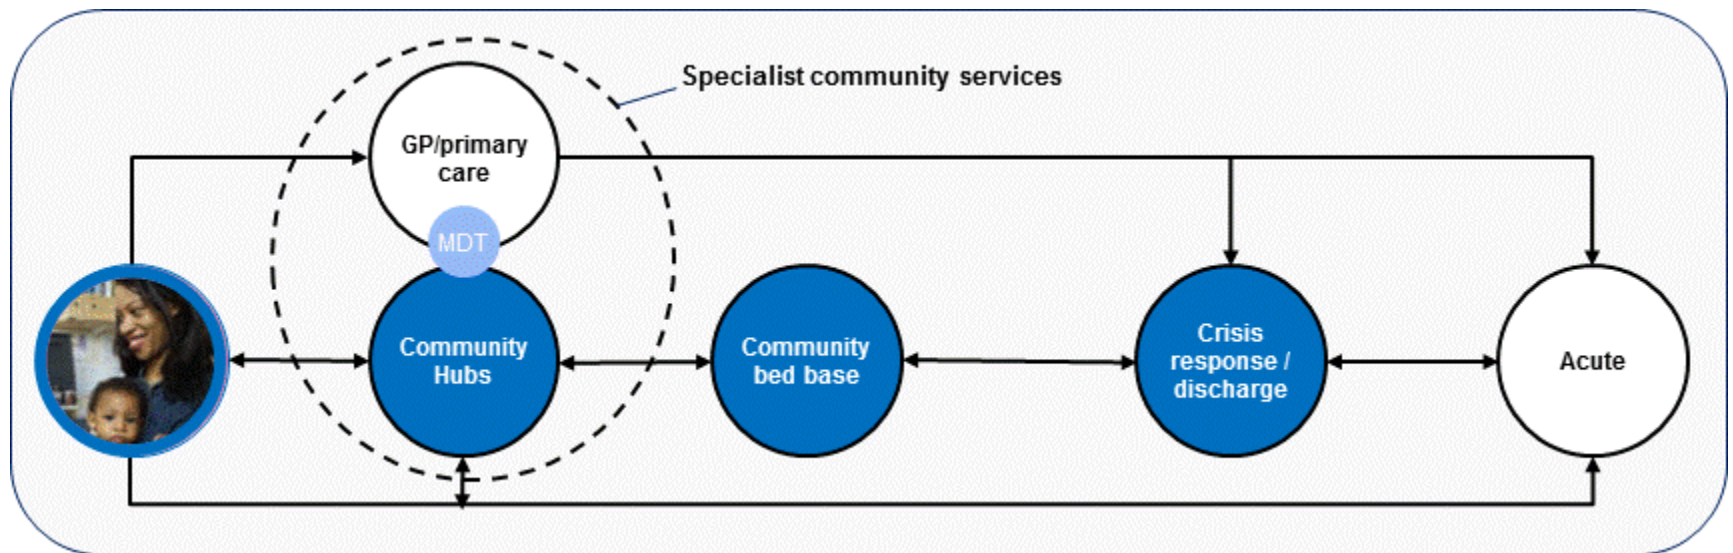 Specialist community services
GP/primary
care
MDT
Community
Hubs
Community
bed base
Crisis
response /
discharge
Acute